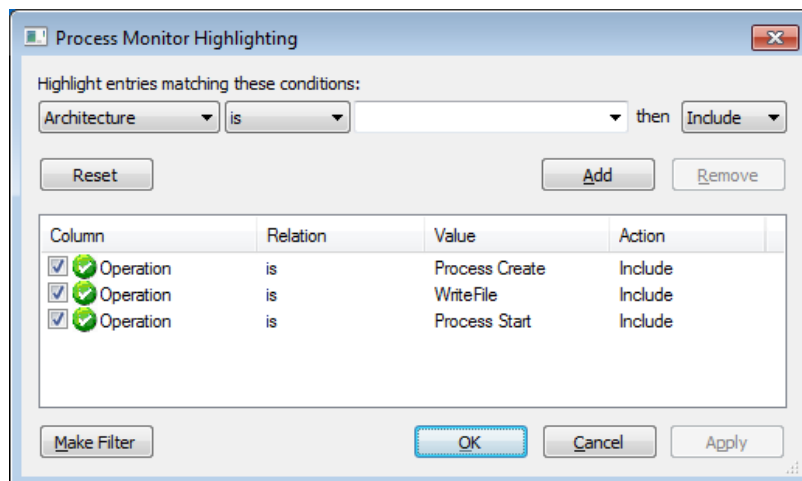 Process Monitor Highlighting
Highlight entries matching these conditions:
Architecture is then Include
Reset Add Remove
Column Relation Value Action
Operation is Process Create Include
Operation is WriteFile Include
Operation is Process Start Include
Make Filter OK Cancel Apply